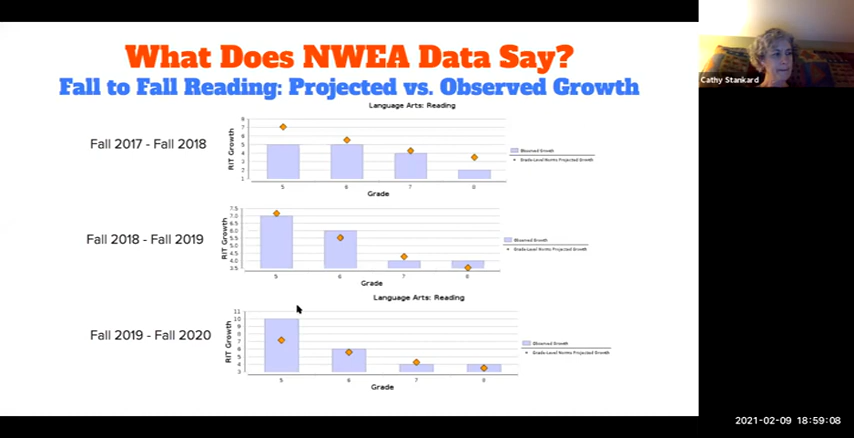 What Does NWEA Data Say?
Fall to Fall Reading: Projected vs. Observed Growth
Cathy Stankard
Language Arts: Reading
Fall 2017 - Fall 2018
RIT Growth
8
7
6
5
4
3
2
1
5 6 7 8
Grade
Observed Growth
Grade-Level Norms Projected Growth
Fall 2018 - Fall 2019
RIT Growth
7.5
7.0
6.5
6.0
5.5
5.0
4.5
4.0
3.5
5 6 7 8
Grade
Observed Growth
Grade-Level Norms Projected Growth
Language Arts: Reading
Fall 2019 - Fall 2020
RIT Growth
11
10
9
8
7
6
5
4
3
5 6 7 8
Grade
Observed Growth
Grade-Level Norms Projected Growth
2021-02-09 18:59:08